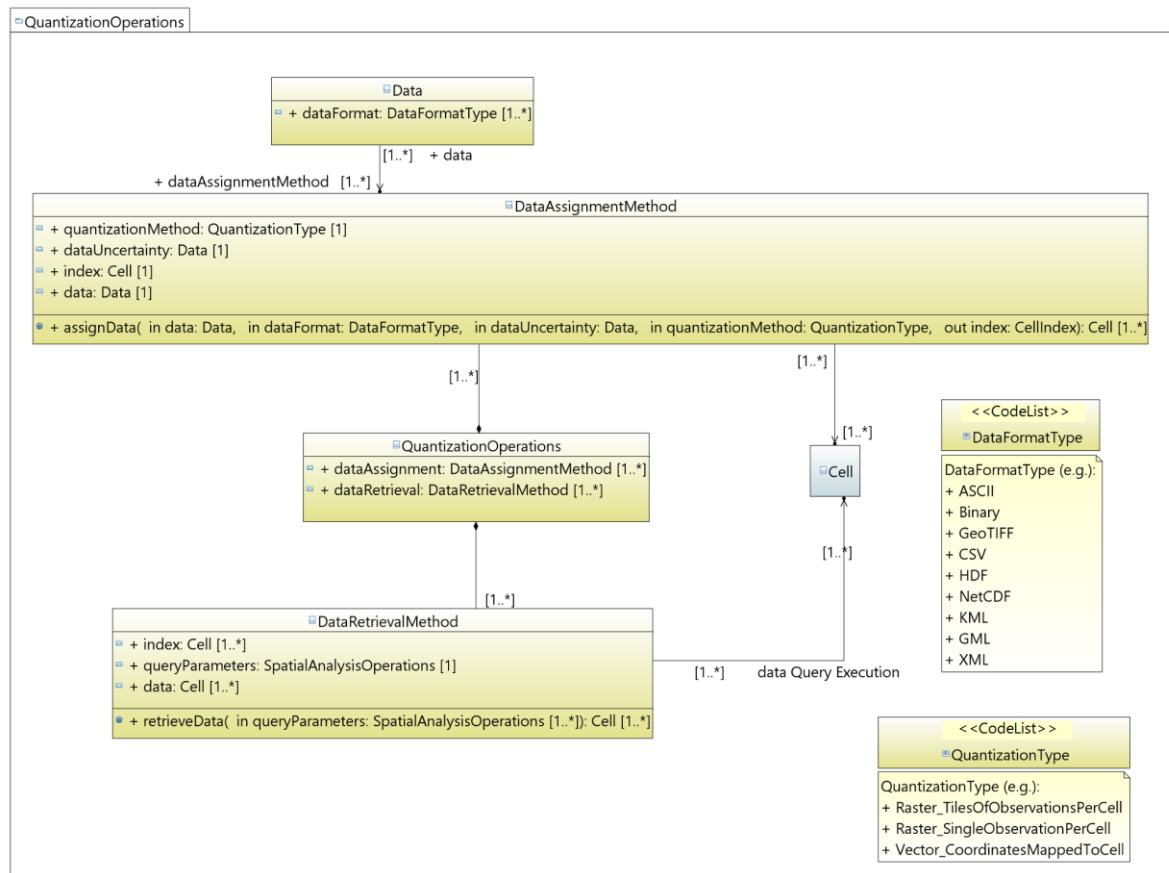 QuantizationOperations
Data
+ dataFormat: DataFormatType [1..*]
[1..*] + data
+ dataAssignmentMethod [1..*]
DataAssignmentMethod
+ quantizationMethod: QuantizationType [1]
+ dataUncertainty: Data [1]
+ index: Cell [1]
+ data: Data [1]
+ assignData( in data: Data, in dataFormat: DataFormatType, in dataUncertainty: Data, in quantizationMethod: QuantizationType, out index: CellIndex): Cell [1..*]
[1..*]
[1..*]
QuantizationOperations
+ dataAssignment: DataAssignmentMethod [1..*]
+ dataRetrieval: DataRetrievalMethod [1..*]
[1..*]
Cell
[1..*]
[1..*]
DataRetrievalMethod
+ index: Cell [1..*]
+ queryParameters: SpatialAnalysisOperations [1]
+ data: Cell [1..*]
+ retrieveData( in queryParameters: SpatialAnalysisOperations [1..*]): Cell [1..*]
[1..*] data Query Execution
<<CodeList>>
DataFormatType
DataFormatType (e.g.):
+ ASCII
+ Binary
+ GeoTIFF
+ CSV
+ HDF
+ NetCDF
+ KML
+ GML
+ XML
<<CodeList>>
QuantizationType
QuantizationType (e.g.):
+ Raster_TilesOfObservationsPerCell
+ Raster_SingleObservationPerCell
+ Vector_CoordinatesMappedToCell